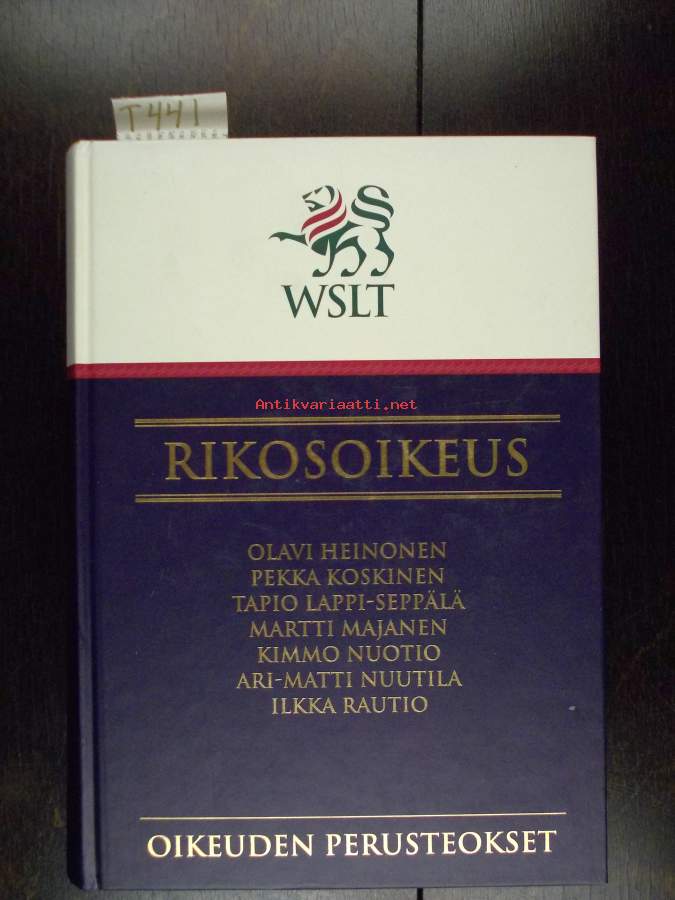 T441
WSLT
Antikvariaatti.net
RIKOSOIKEUS
OLAVI HEINONEN
PEKKA KOSKINEN
TAPIO LAPPI-SEPPÄLÄ
MARTTI MAJANEN
KIMMO NUOTIO
ARI-MATTI NUUTILA
ILKKA RAUTIO
OIKEUDEN PERUSTEOKSET